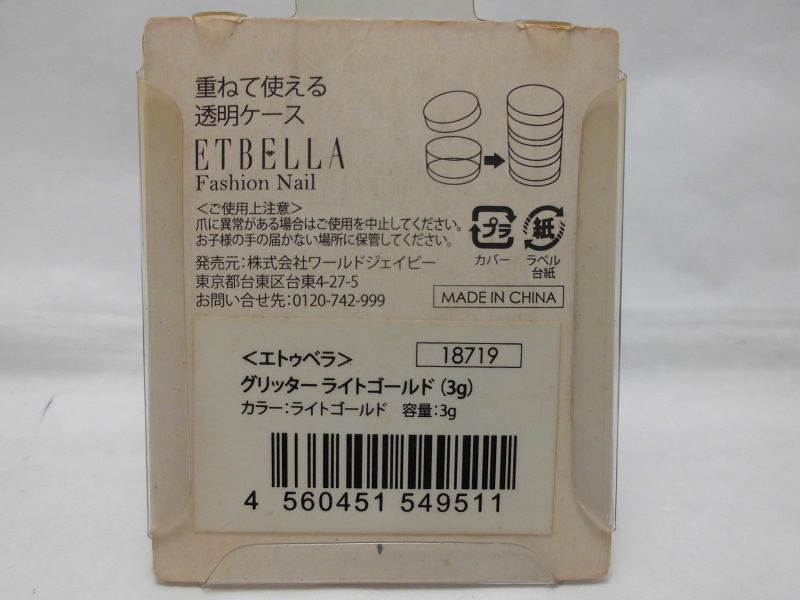 重ねて使える
透明ケース
ETBELLA
Fashion Nail
<ご使用上注意>
爪に異常がある場合はご使用を中止してください。
お子様の手の届かない場所に保管してください。
プラ
カバー
紙
ラベル
台紙
発売元:株式会社ワールドジェイピー
東京都台東区台東4-27-5
お問い合せ先:0120-742-999
MADE IN CHINA
<エトゥベラ>
18719
グリッター ライトゴールド (3g)
カラー:ライトゴールド 容量:3g
4 560451 549511